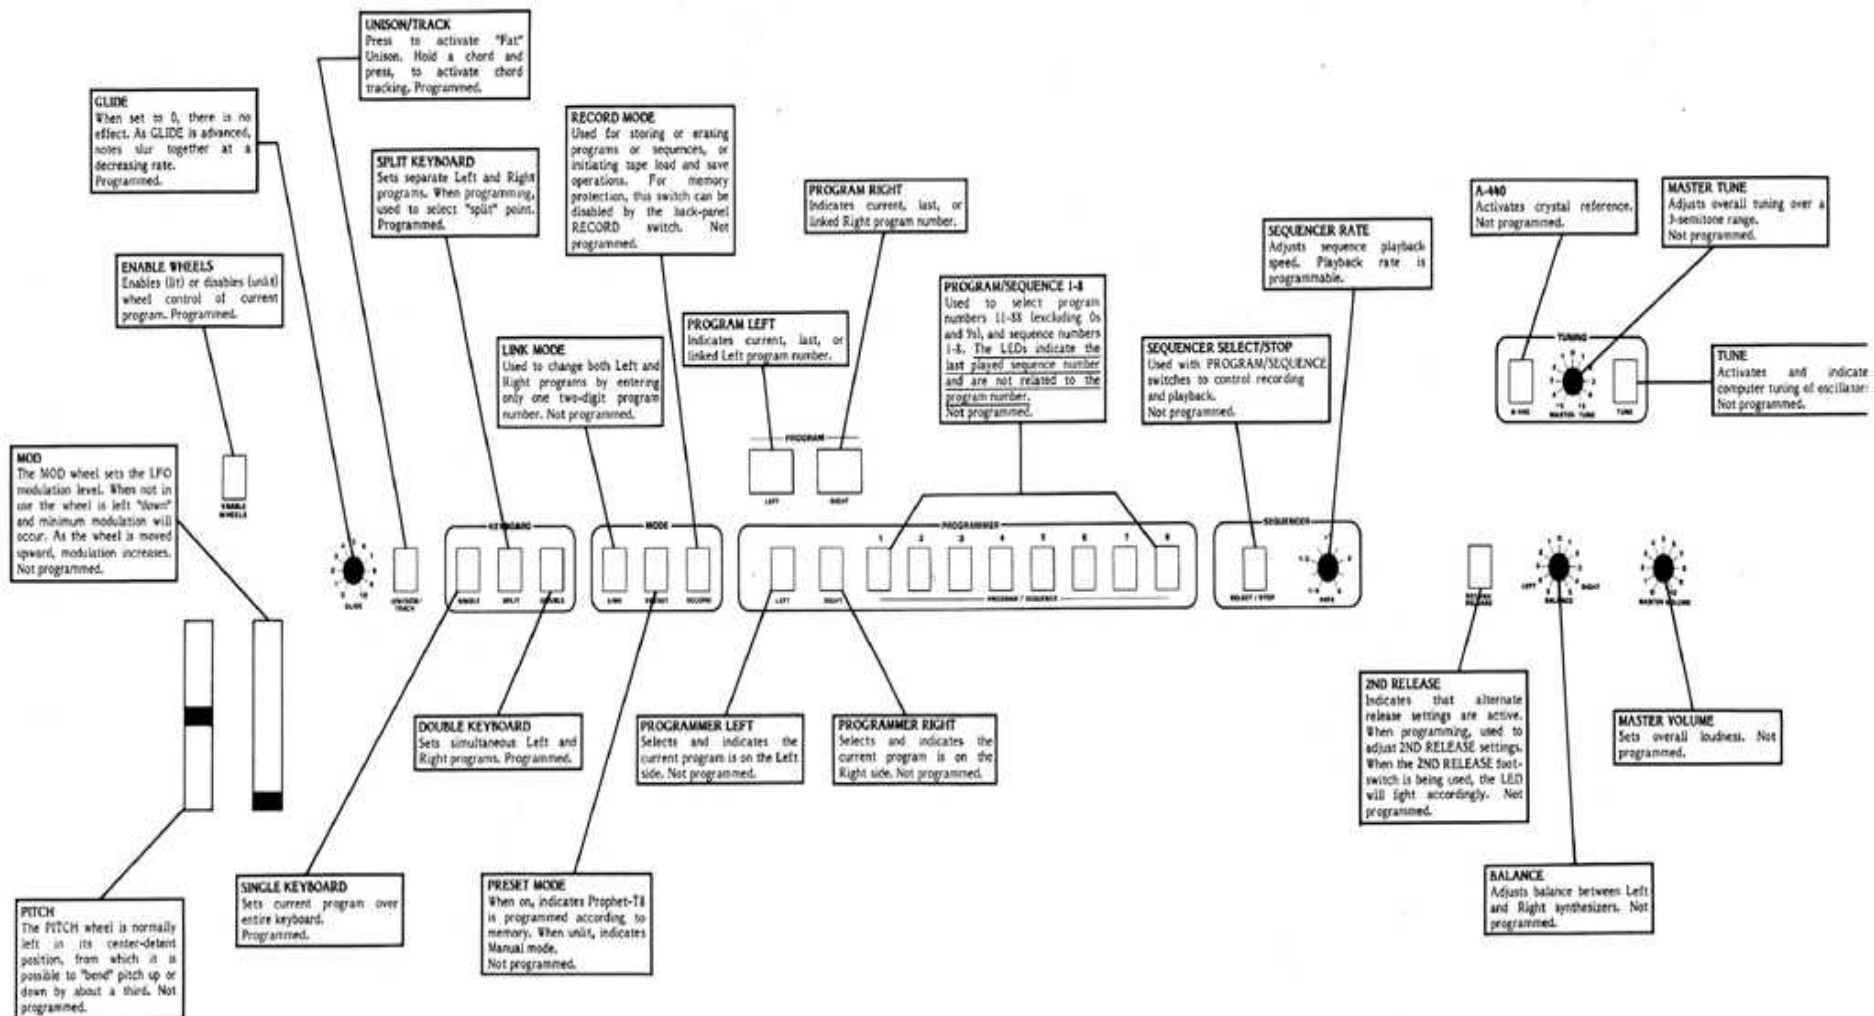 UNISON/TRACK
Press to activate "Fat"
Unison. Hold a chord and
press, to activate chord
tracking. Programmed.
GLIDE
When set to 0, there is no
effect. As GLIDE is advanced,
notes slur together at a
decreasing rate.
Programmed.
RECORD MODE
Used for storing or erasing
programs or sequences, or
initiating tape load and save
operations. For memory
protection, this switch can be
disabled by the back-panel
RECORD switch. Not
programmed.
SPLIT KEYBOARD
Sets separate Left and Right
programs. When programming,
used to select "split" point.
Programmed.
PROGRAM RIGHT
Indicates current, last, or
linked Right program number.
A-440
Activates crystal reference.
Not programmed.
MASTER TUNE
Adjusts overall tuning over a
3-semitone range.
Not programmed.
SEQUENCER RATE
Adjusts sequence playback
speed. Playback rate is
programmable.
ENABLE WHEELS
Enables (lit) or disables (unlit)
wheel control of current
program. Programmed.
PROGRAM/SEQUENCE 1-8
Used to select program
numbers 11-88 (excluding 0s
and 9s), and sequence numbers
1-8. The LEDs indicate the
last played sequence number
and are not related to the
program number.
Not programmed.
PROGRAM LEFT
Indicates current, last, or
linked Left program number.
LINK MODE
Used to change both Left and
Right programs by entering
only one two-digit program
number. Not programmed.
SEQUENCER SELECT/STOP
Used with PROGRAM/SEQUENCE
switches to control recording
and playback.
Not programmed.
TUNING
A-440
MASTER TUNE
TUNE
TUNE
Activates and indicate
computer tuning of oscillators
Not programmed.
MOD
The MOD wheel sets the LFO
modulation level. When not in
use the wheel is left "down"
and minimum modulation will
occur. As the wheel is moved
upward, modulation increases.
Not programmed.
ENABLE
WHEELS
PROGRAM
LEFT
RIGHT
KEYBOARD
MODE
PROGRAMMER
SEQUENCER
1 2 3 4 5 6 7 8
GLIDE
UNISON/
TRACK
SINGLE
SPLIT
DOUBLE
LINK
PRESET
RECORD
LEFT
RIGHT
PROGRAM / SEQUENCE
SELECT / STOP
RATE
SECOND
RELEASE
LEFT
RIGHT
BALANCE
MASTER VOLUME
2ND RELEASE
Indicates that alternate
release settings are active.
When programming, used to
adjust 2ND RELEASE settings.
When the 2ND RELEASE foot-
switch is being used, the LED
will light accordingly. Not
programmed.
DOUBLE KEYBOARD
Sets simultaneous Left and
Right programs. Programmed.
PROGRAMMER LEFT
Selects and indicates the
current program is on the Left
side. Not programmed.
PROGRAMMER RIGHT
Selects and indicates the
current program is on the
Right side. Not programmed.
MASTER VOLUME
Sets overall loudness. Not
programmed.
SINGLE KEYBOARD
Sets current program over
entire keyboard.
Programmed.
PRESET MODE
When on, indicates Prophet-T8
is programmed according to
memory. When unlit, indicates
Manual mode.
Not programmed.
BALANCE
Adjusts balance between Left
and Right synthesizers. Not
programmed.
PITCH
The PITCH wheel is normally
left in its center-detent
position, from which it is
possible to "bend" pitch up or
down by about a third. Not
programmed.